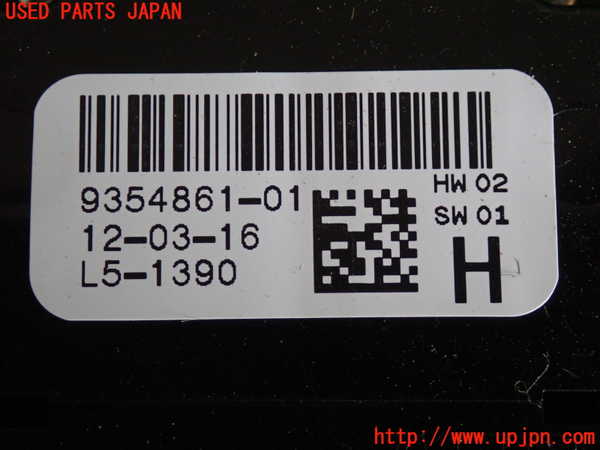 USED PARTS JAPAN
9354861-01
12-03-16
L5-1390
HW 02
SW 01
H
http://www.upjpn.com/